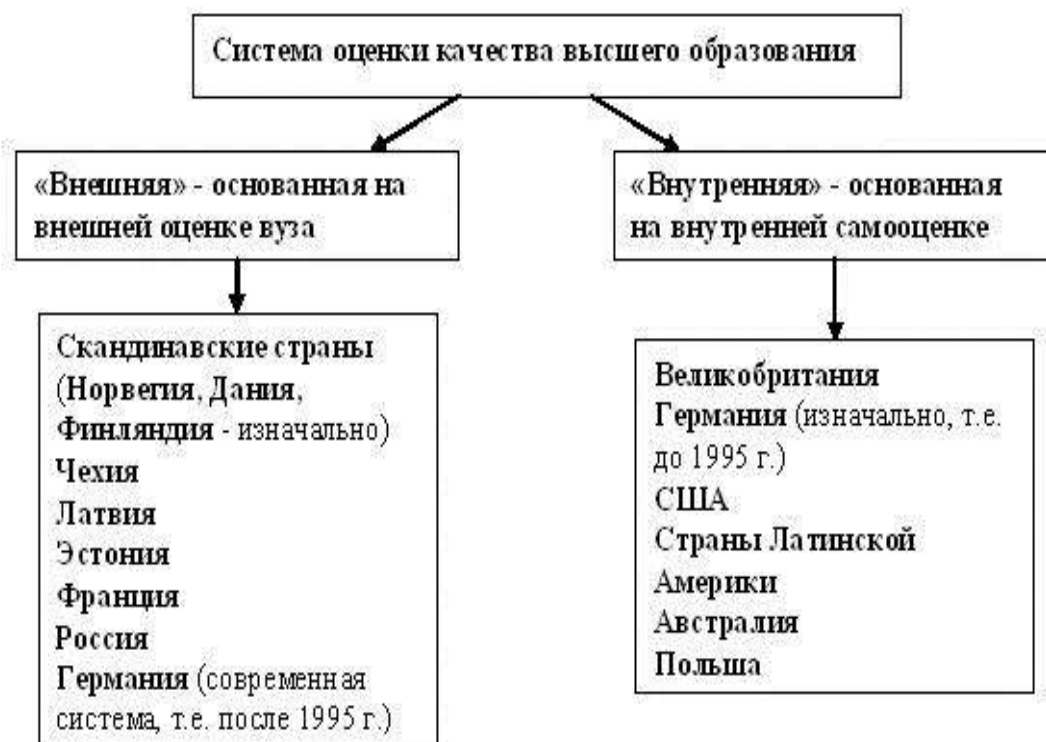 Система оценки качества высшего образования
«Внешняя» - основанная на
внешней оценке вуза
«Внутренняя» - основанная
на внутренней самооценке
Скандинавские страны
(Норвегия, Дания,
Финляндия - изначально)
Чехия
Латвия
Эстония
Франция
Россия
Германия (современная
система, т.е. после 1995 г.)
Великобритания
Германия (изначально, т.е.
до 1995 г.)
США
Страны Латинской
Америки
Австралия
Польша